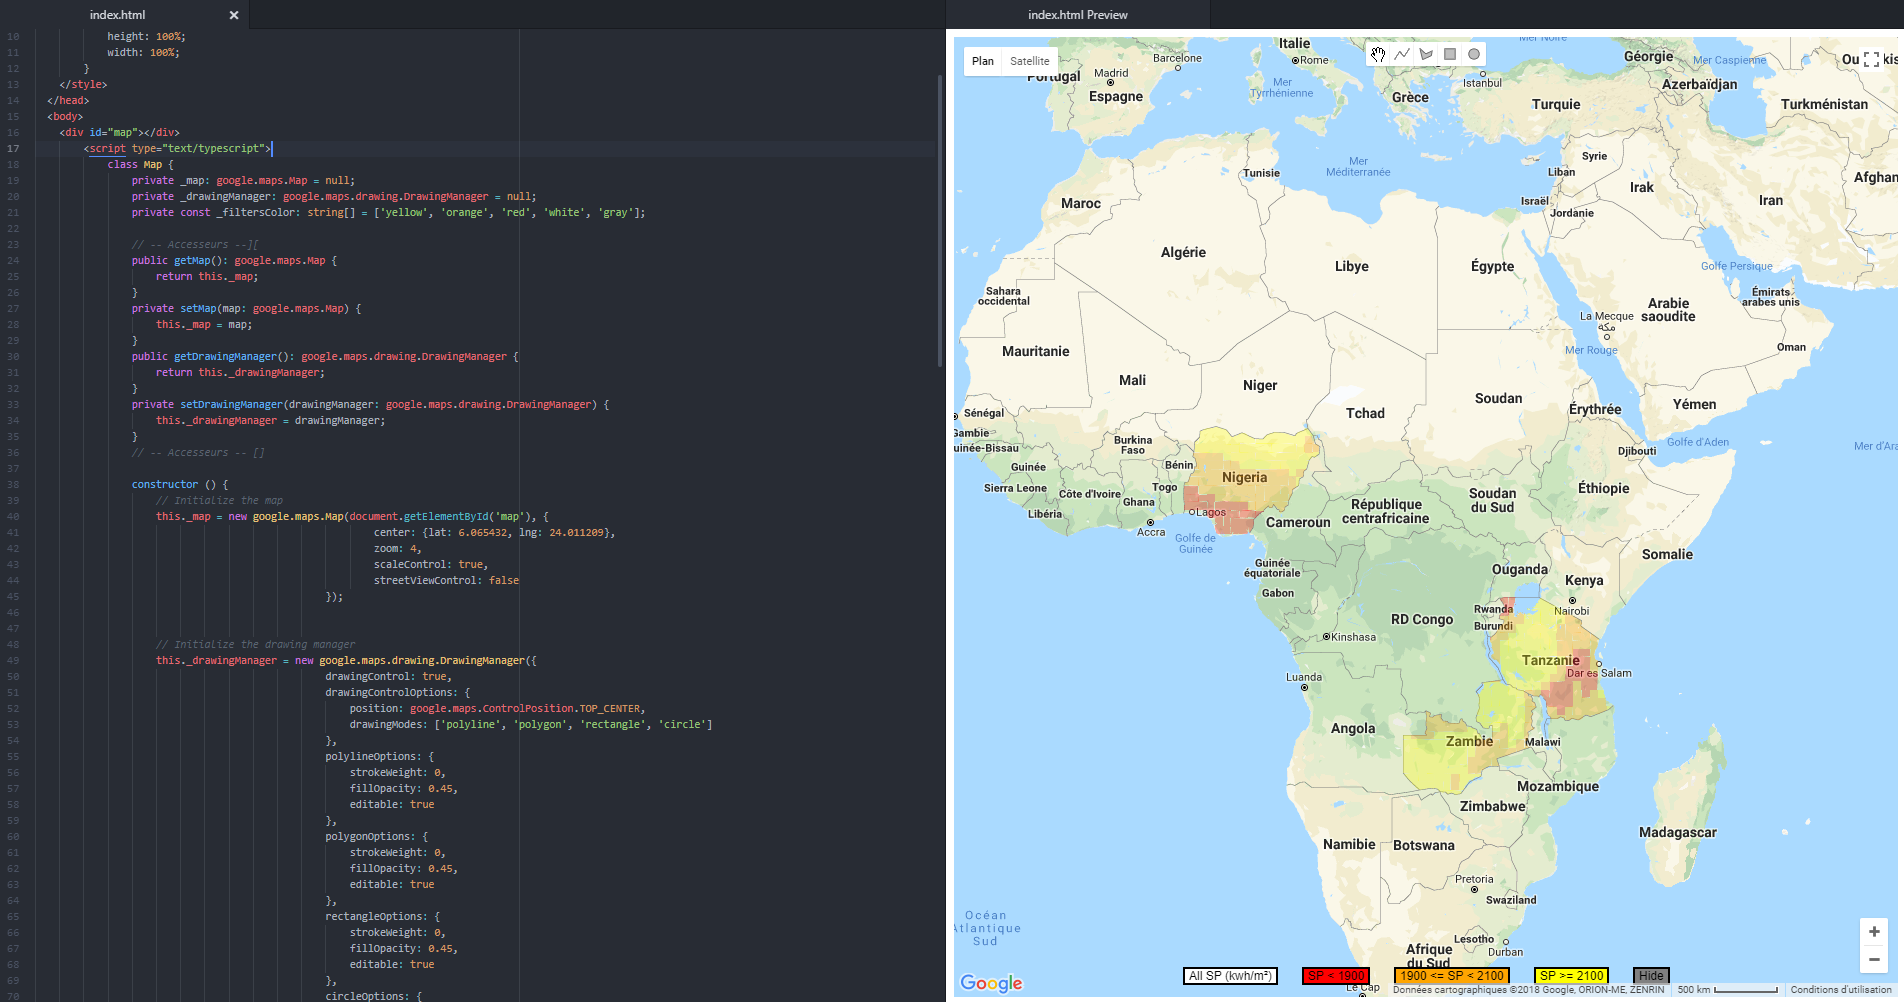 index.html
index.html Preview
10 height: 100%;
11 width: 100%;
12 }
13 </style>
14 </head>
15 <body>
16 <div id="map"></div>
17 <script type="text/typescript">
18 class Map {
19 private _map: google.maps.Map = null;
20 private _drawingManager: google.maps.drawing.DrawingManager = null;
21 private const _filtersColor: string[] = ['yellow', 'orange', 'red', 'white', 'gray'];
22
23 // -- Accesseurs --][
24 public getMap(): google.maps.Map {
25 return this._map;
26 }
27 private setMap(map: google.maps.Map) {
28 this._map = map;
29 }
30 public getDrawingManager(): google.maps.drawing.DrawingManager {
31 return this._drawingManager;
32 }
33 private setDrawingManager(drawingManager: google.maps.drawing.DrawingManager) {
34 this._drawingManager = drawingManager;
35 }
36 // -- Accesseurs -- []
37
38 constructor () {
39 // Initialize the map
40 this._map = new google.maps.Map(document.getElementById('map'), {
41 center: {lat: 6.065432, lng: 24.011209},
42 zoom: 4,
43 scaleControl: true,
44 streetViewControl: false
45 });
46
47
48 // Initialize the drawing manager
49 this._drawingManager = new google.maps.drawing.DrawingManager({
50 drawingControl: true,
51 drawingControlOptions: {
52 position: google.maps.ControlPosition.TOP_CENTER,
53 drawingModes: ['polyline', 'polygon', 'rectangle', 'circle']
54 },
55 polylineOptions: {
56 strokeWeight: 0,
57 fillOpacity: 0.45,
58 editable: true
59 },
60 polygonOptions: {
61 strokeWeight: 0,
62 fillOpacity: 0.45,
63 editable: true
64 },
65 rectangleOptions: {
66 strokeWeight: 0,
67 fillOpacity: 0.45,
68 editable: true
69 },
70 circleOptions: {
Plan Satellite
Italie
Rome
Barcelone
Mer Noire
Géorgie
Mer Caspienne
Portugal
Madrid
Espagne
Mer
Tyrrhénienne
Grèce
Istanbul
Turquie
Azerbaïdjan
Turkménistan
Mer
Méditerranée
Tunisie
Syrie
Liban
Irak
Iran
Afghan
Israël
Jordanie
Maroc
Algérie
Libye
Égypte
Golfe Persique
Sahara
occidental
Émirats
arabes unis
Arabie
saoudite
La Mecque
مكة
Mer Rouge
Oman
Mauritanie
Mali
Niger
Tchad
Soudan
Érythrée
Yémen
Golfe d'Aden
Mer d'Ara
Sénégal
Gambie
uinée-Bissau
Burkina
Faso
Bénin
Djibouti
Guinée
Nigeria
Sierra Leone
Côte d'Ivoire
Togo
Ghana
Libéria
Lagos
Accra
Golfe de
Guinée
Cameroun
République
centrafricaine
Soudan
du Sud
Éthiopie
Somalie
Guinée
équatoriale
Gabon
Ouganda
Kenya
Nairobi
Rwanda
Burundi
RD Congo
Kinshasa
Tanzanie
Dar es Salam
Luanda
Angola
Zambie
Malawi
Mozambique
Zimbabwe
Madagascar
Namibie
Botswana
Pretoria
Swaziland
Océan
Atlantique
Sud
Lesotho
Durban
Afrique
du Sud
Le Cap
All SP (kwh/m²)
SP < 1900
1900 <= SP < 2100
SP >= 2100
Hide
Google
Données cartographiques ©2018 Google, ORION-ME, ZENRIN
500 km
Conditions d'utilisation